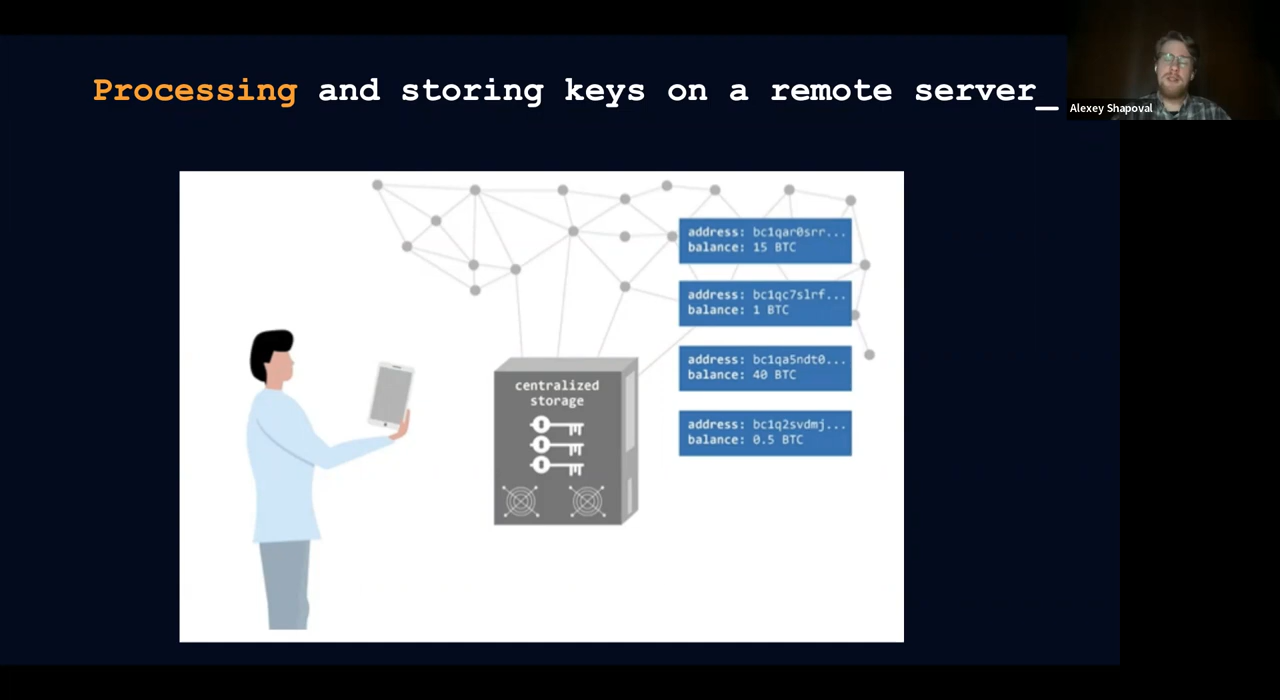 Processing and storing keys on a remote server_
Alexey Shapoval
address: bc1qar0srr...
balance: 15 BTC
address: bc1qc7slrf...
balance: 1 BTC
centralized
storage
address: bc1qa5ndt0...
balance: 40 BTC
address: bc1q2svdmj...
balance: 0.5 BTC